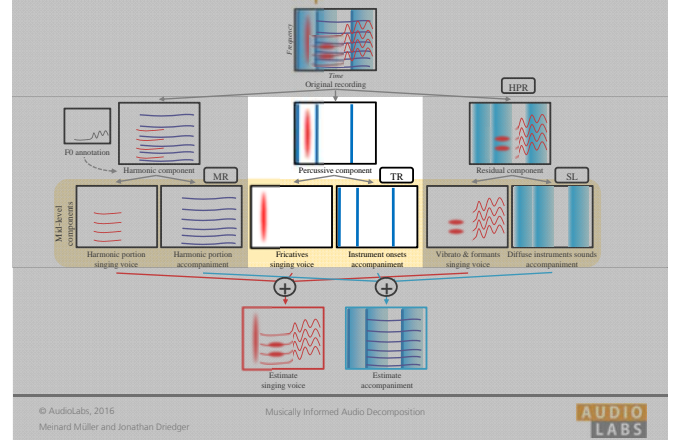 Frequency
Time
Original recording
HPR
F0 annotation
Harmonic component
MR
Percussive component
TR
Residual component
SL
Mid-level
components
Harmonic portion
singing voice
Harmonic portion
accompaniment
Fricatives
singing voice
Instrument onsets
accompaniment
Vibrato & formants
singing voice
Diffuse instruments sounds
accompaniment
+
+
Estimate
singing voice
Estimate
accompaniment
© AudioLabs, 2016
Meinard Müller and Jonathan Driedger
Musically Informed Audio Decomposition
AUDIO
LABS